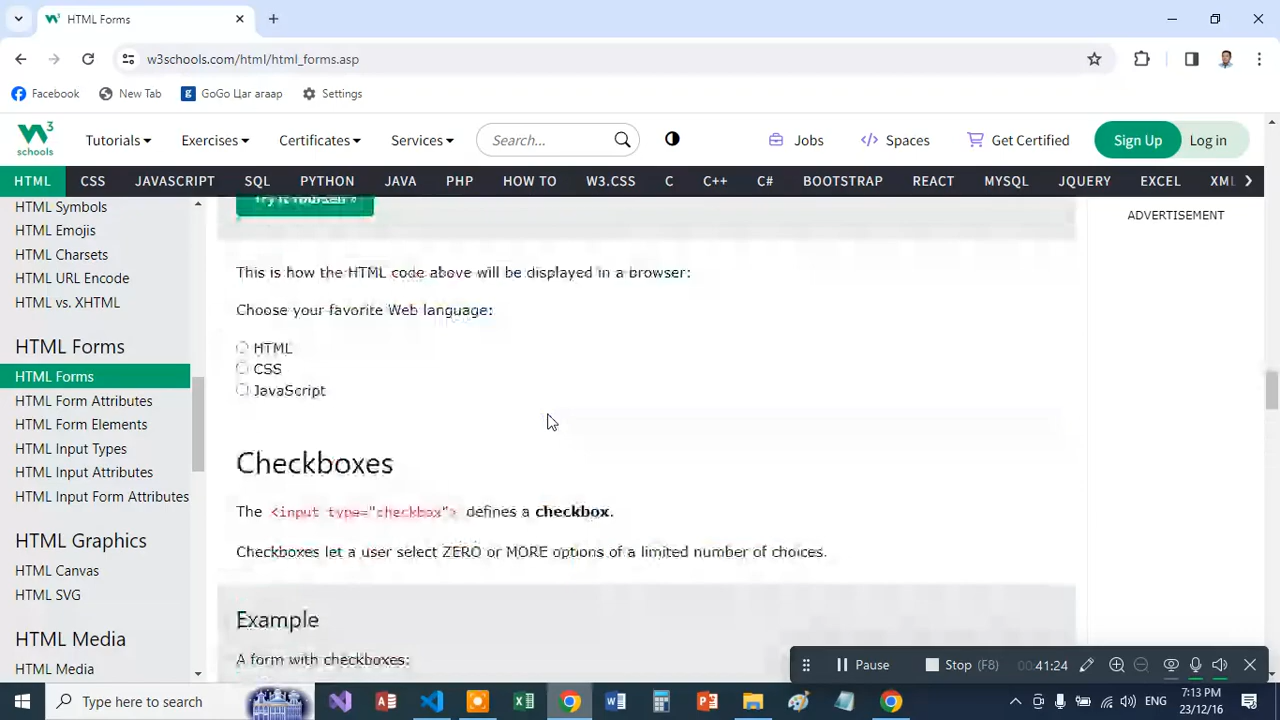 HTML Forms
w3schools.com/html/html_forms.asp
Facebook
New Tab
GoGo Цаг агаар
Settings
W3 schools
Tutorials
Exercises
Certificates
Services
Search...
Jobs
Spaces
Get Certified
Sign Up
Log in
HTML
CSS
JAVASCRIPT
SQL
PYTHON
JAVA
PHP
HOW TO
W3.CSS
C
C++
C#
BOOTSTRAP
REACT
MYSQL
JQUERY
EXCEL
XML
HTML Symbols
HTML Emojis
HTML Charsets
HTML URL Encode
HTML vs. XHTML
HTML Forms
HTML Forms
HTML Form Attributes
HTML Form Elements
HTML Input Types
HTML Input Attributes
HTML Input Form Attributes
HTML Graphics
HTML Canvas
HTML SVG
HTML Media
HTML Media
Try it Yourself »
This is how the HTML code above will be displayed in a browser:
Choose your favorite Web language:
HTML
CSS
JavaScript
Checkboxes
The <input type="checkbox"> defines a checkbox.
Checkboxes let a user select ZERO or MORE options of a limited number of choices.
Example
A form with checkboxes:
ADVERTISEMENT
Pause
Stop (F8)
00:41:24
Type here to search
ENG
7:13 PM
23/12/16